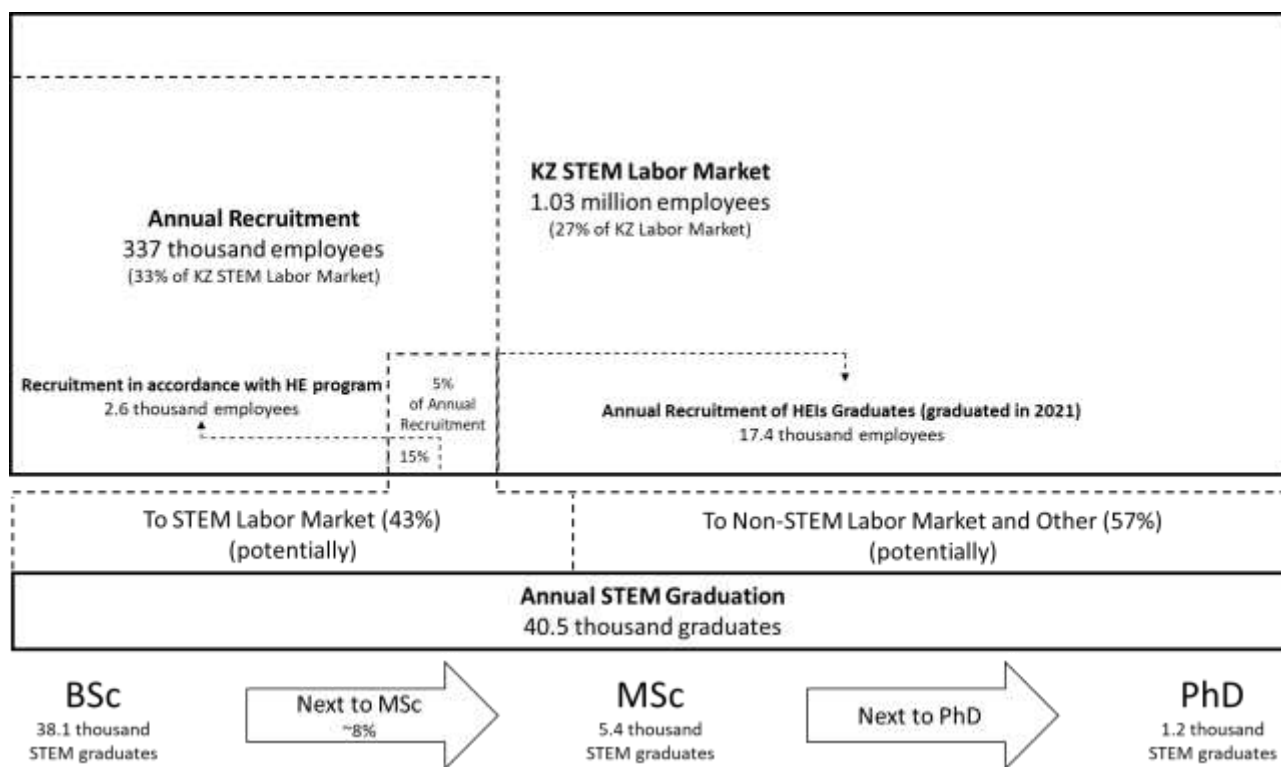 KZ STEM Labor Market
1.03 million employees
(27% of KZ Labor Market)
Annual Recruitment
337 thousand employees
(33% of KZ STEM Labor Market)
Recruitment in accordance with HE program
2.6 thousand employees
5%
of Annual
Recruitment
15%
Annual Recruitment of HEIs Graduates (graduated in 2021)
17.4 thousand employees
To STEM Labor Market (43%)
(potentially)
To Non-STEM Labor Market and Other (57%)
(potentially)
Annual STEM Graduation
40.5 thousand graduates
BSc
38.1 thousand
STEM graduates
Next to MSc
~8%
MSc
5.4 thousand
STEM graduates
Next to PhD
PhD
1.2 thousand
STEM graduates